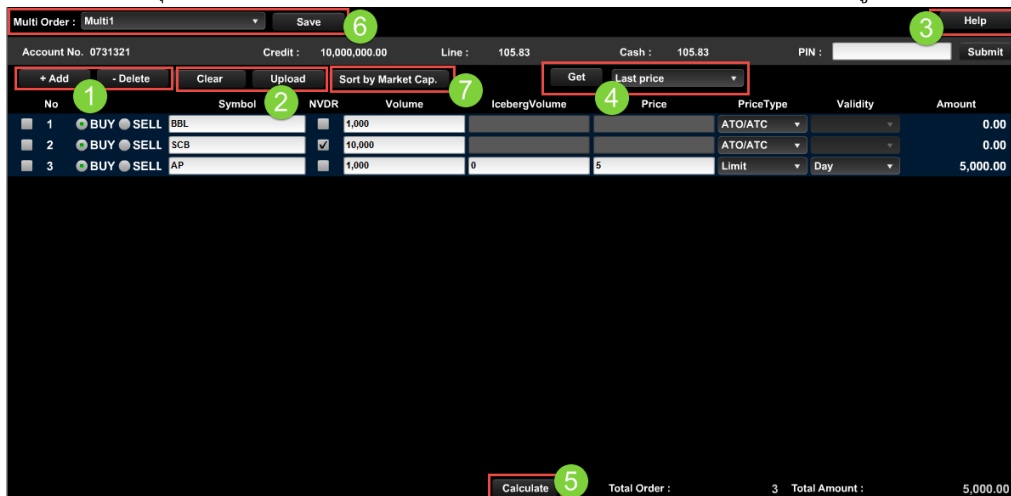 Multi Order : Multi1 Save 6 3 Help
Account No. 0731321 Credit : 10,000,000.00 Line : 105.83 Cash : 105.83 PIN : Submit
+ Add - Delete Clear Upload Sort by Market Cap. Get Last price
1 2 7 4
No Symbol NVDR Volume IcebergVolume Price PriceType Validity Amount
1 BUY SELL BBL 1,000 ATO/ATC 0.00
2 BUY SELL SCB 10,000 ATO/ATC 0.00
3 BUY SELL AP 1,000 0 5 Limit Day 5,000.00
Calculate 5 Total Order : 3 Total Amount : 5,000.00